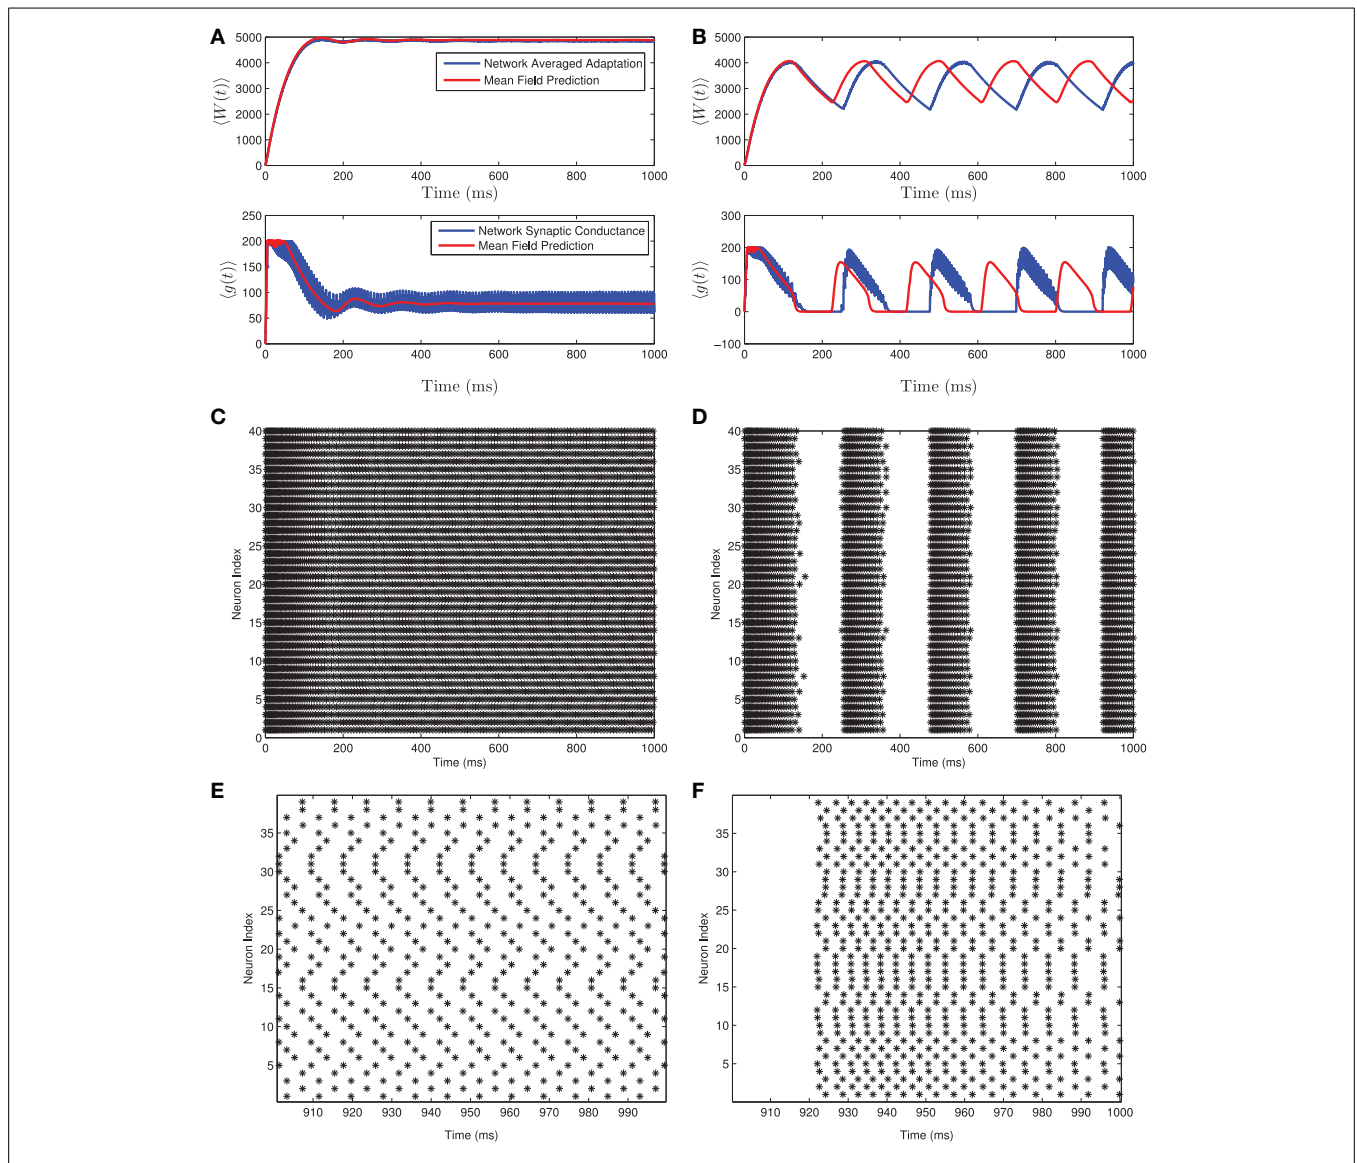 A
5000
4000
3000
2000
1000
0
⟨W(t)⟩
Network Averaged Adaptation
Mean Field Prediction
0 200 400 600 800 1000
Time (ms)
250
200
150
100
50
0
⟨g(t)⟩
Network Synaptic Conductance
Mean Field Prediction
0 200 400 600 800 1000
Time (ms)
B
5000
4000
3000
2000
1000
0
⟨W(t)⟩
0 200 400 600 800 1000
Time (ms)
300
200
100
0
−100
⟨g(t)⟩
0 200 400 600 800 1000
Time (ms)
C
40
35
30
25
20
15
10
5
0
Neuron Index
0 200 400 600 800 1000
Time (ms)
D
40
35
30
25
20
15
10
5
0
Neuron Index
0 200 400 600 800 1000
Time (ms)
E
35
30
25
20
15
10
5
Neuron Index
910 920 930 940 950 960 970 980 990
Time (ms)
F
35
30
25
20
15
10
5
Neuron Index
910 920 930 940 950 960 970 980 990 1000
Time (ms)